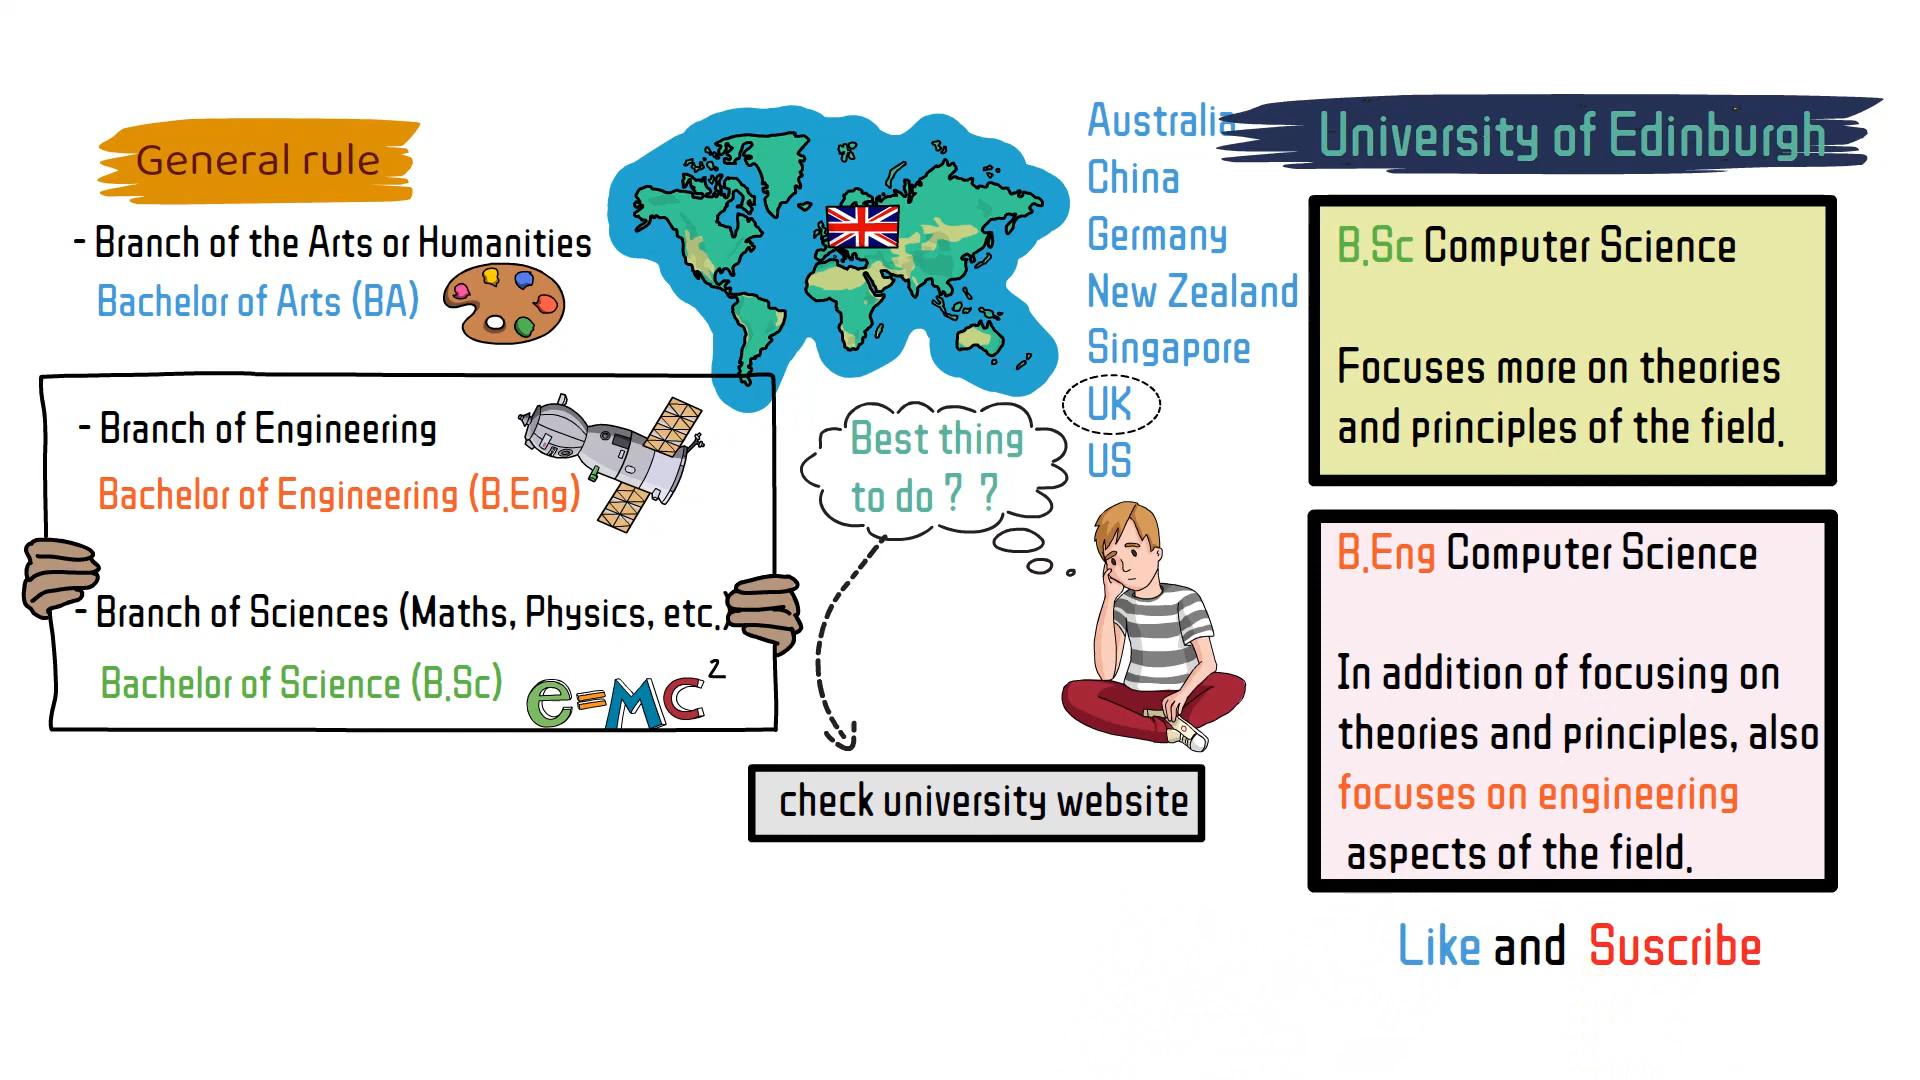 General rule
- Branch of the Arts or Humanities
Bachelor of Arts (BA)
- Branch of Engineering
Bachelor of Engineering (B.Eng)
- Branch of Sciences (Maths, Physics, etc.)
Bachelor of Science (B.Sc)
e=mc²
Australia
China
Germany
New Zealand
Singapore
UK
US
Best thing
to do ? ?
check university website
University of Edinburgh
B.Sc Computer Science
Focuses more on theories
and principles of the field.
B.Eng Computer Science
In addition of focusing on
theories and principles, also
focuses on engineering
aspects of the field.
Like and Suscribe